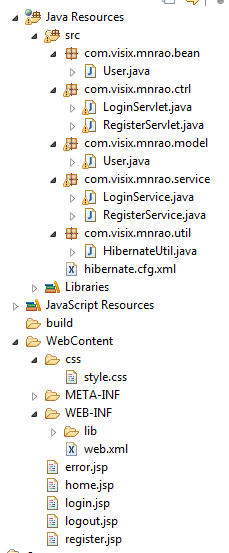 Java Resources
src
com.visix.mnrao.bean
User.java
com.visix.mnrao.ctrl
LoginServlet.java
RegisterServlet.java
com.visix.mnrao.model
User.java
com.visix.mnrao.service
LoginService.java
RegisterService.java
com.visix.mnrao.util
HibernateUtil.java
hibernate.cfg.xml
Libraries
JavaScript Resources
build
WebContent
css
style.css
META-INF
WEB-INF
lib
web.xml
error.jsp
home.jsp
login.jsp
logout.jsp
register.jsp